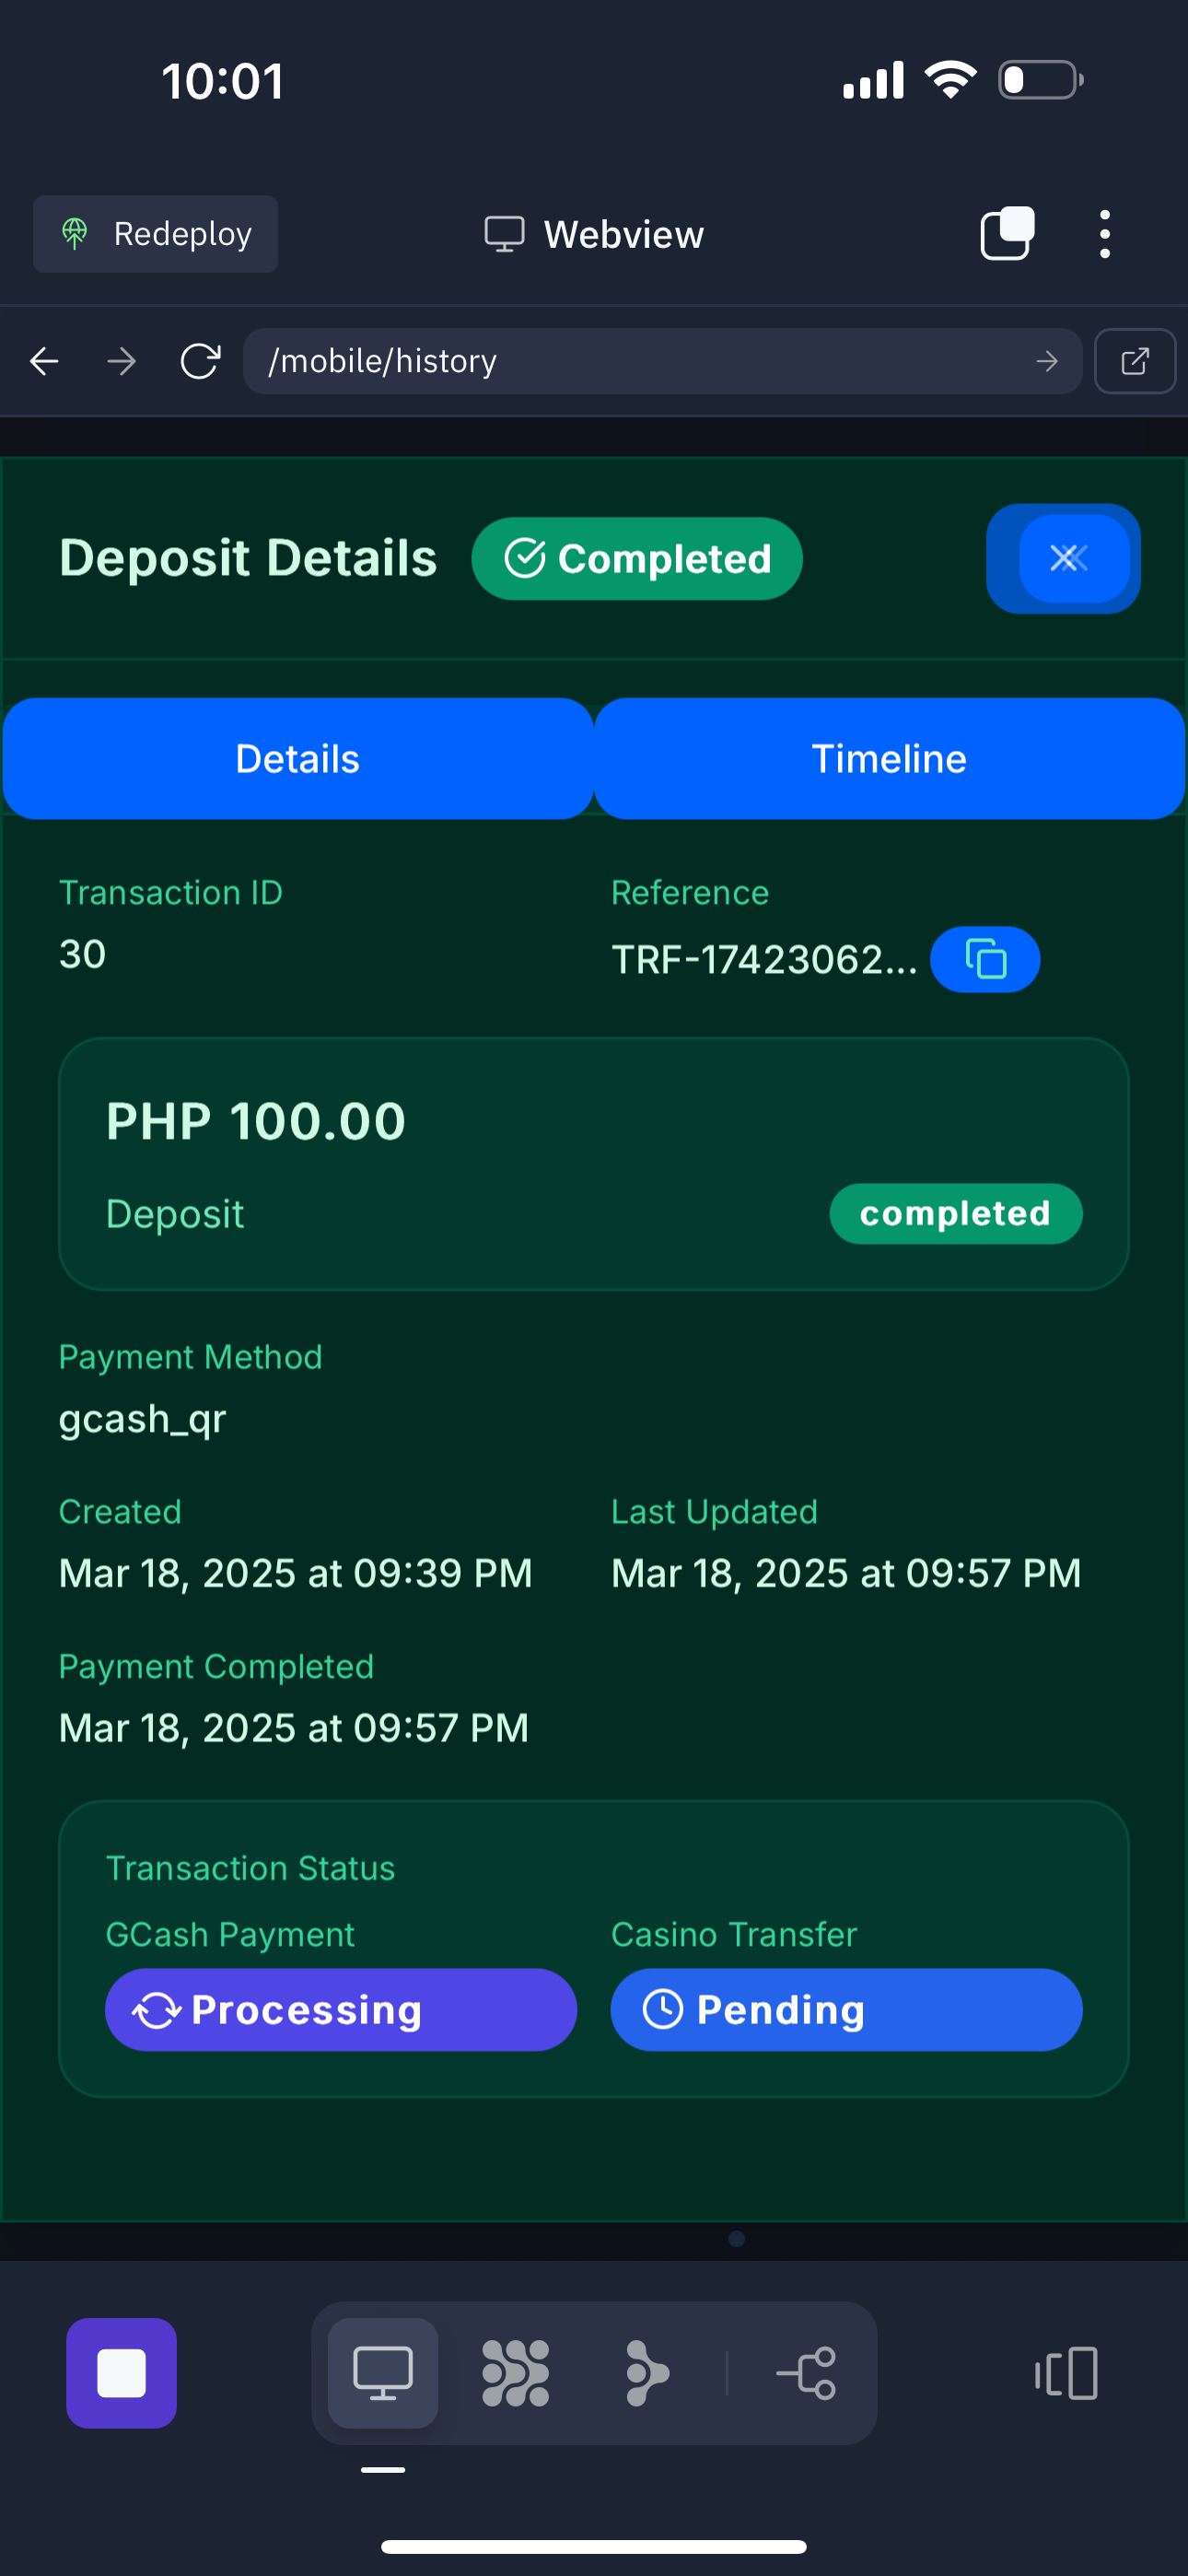 10:01
Redeploy
Webview
/mobile/history
Deposit Details
Completed
Details
Timeline
Transaction ID
Reference
30
TRF-17423062...
PHP 100.00
Deposit
completed
Payment Method
gcash_qr
Created
Last Updated
Mar 18, 2025 at 09:39 PM
Mar 18, 2025 at 09:57 PM
Payment Completed
Mar 18, 2025 at 09:57 PM
Transaction Status
GCash Payment
Casino Transfer
Processing
Pending